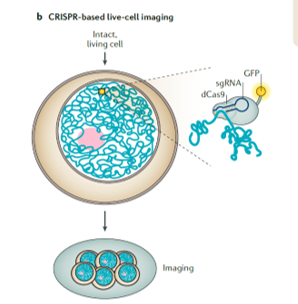 b CRISPR-based live-cell imaging
Intact,
living cell
GFP
sgRNA
dCas9
Imaging